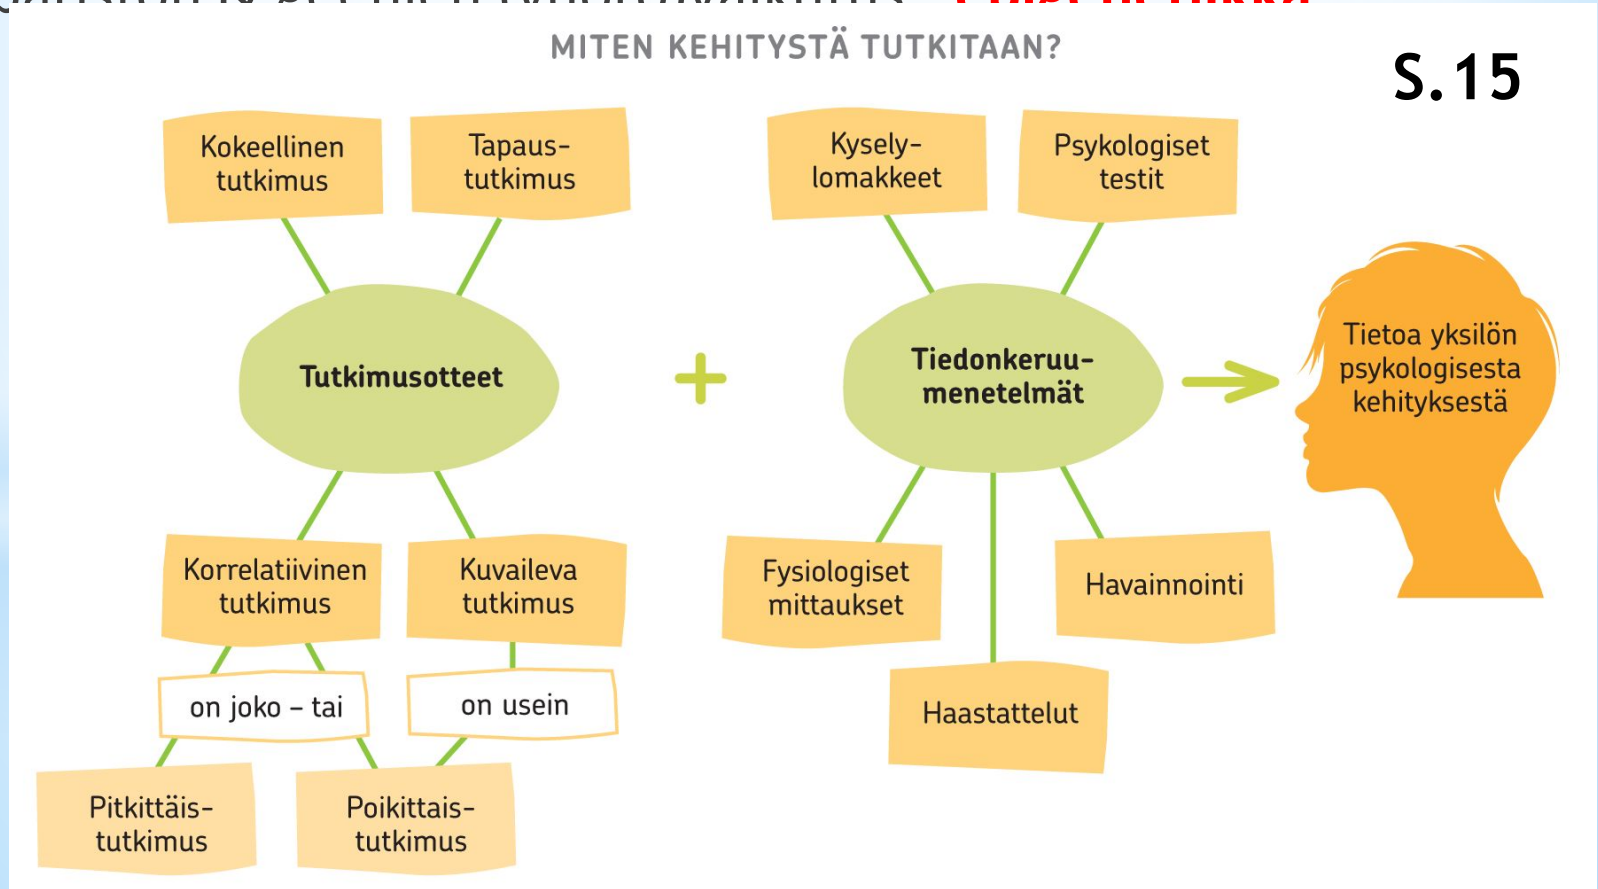 MITEN KEHITYSTÄ TUTKITAAN?
S.15
Kokeellinen
tutkimus
Tapaus-
tutkimus
Kysely-
lomakkeet
Psykologiset
testit
Tutkimusotteet
+
Tiedonkeruu-
menetelmät
Tietoa yksilön
psykologisesta
kehityksestä
Korrelatiivinen
tutkimus
Kuvaileva
tutkimus
Fysiologiset
mittaukset
Havainnointi
on joko – tai
on usein
Haastattelut
Pitkittäis-
tutkimus
Poikittais-
tutkimus